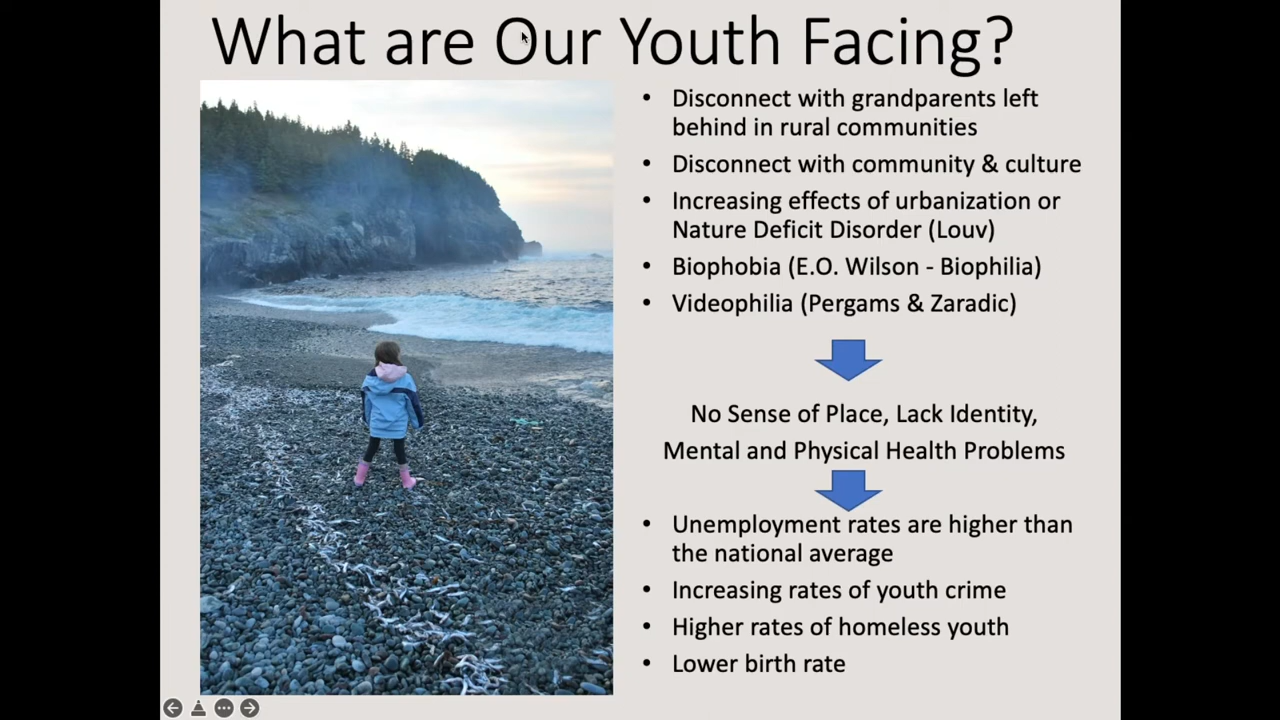 What are Our Youth Facing?
• Disconnect with grandparents left
behind in rural communities
• Disconnect with community & culture
• Increasing effects of urbanization or
Nature Deficit Disorder (Louv)
• Biophobia (E.O. Wilson - Biophilia)
• Videophilia (Pergams & Zaradic)
No Sense of Place, Lack Identity,
Mental and Physical Health Problems
• Unemployment rates are higher than
the national average
• Increasing rates of youth crime
• Higher rates of homeless youth
• Lower birth rate